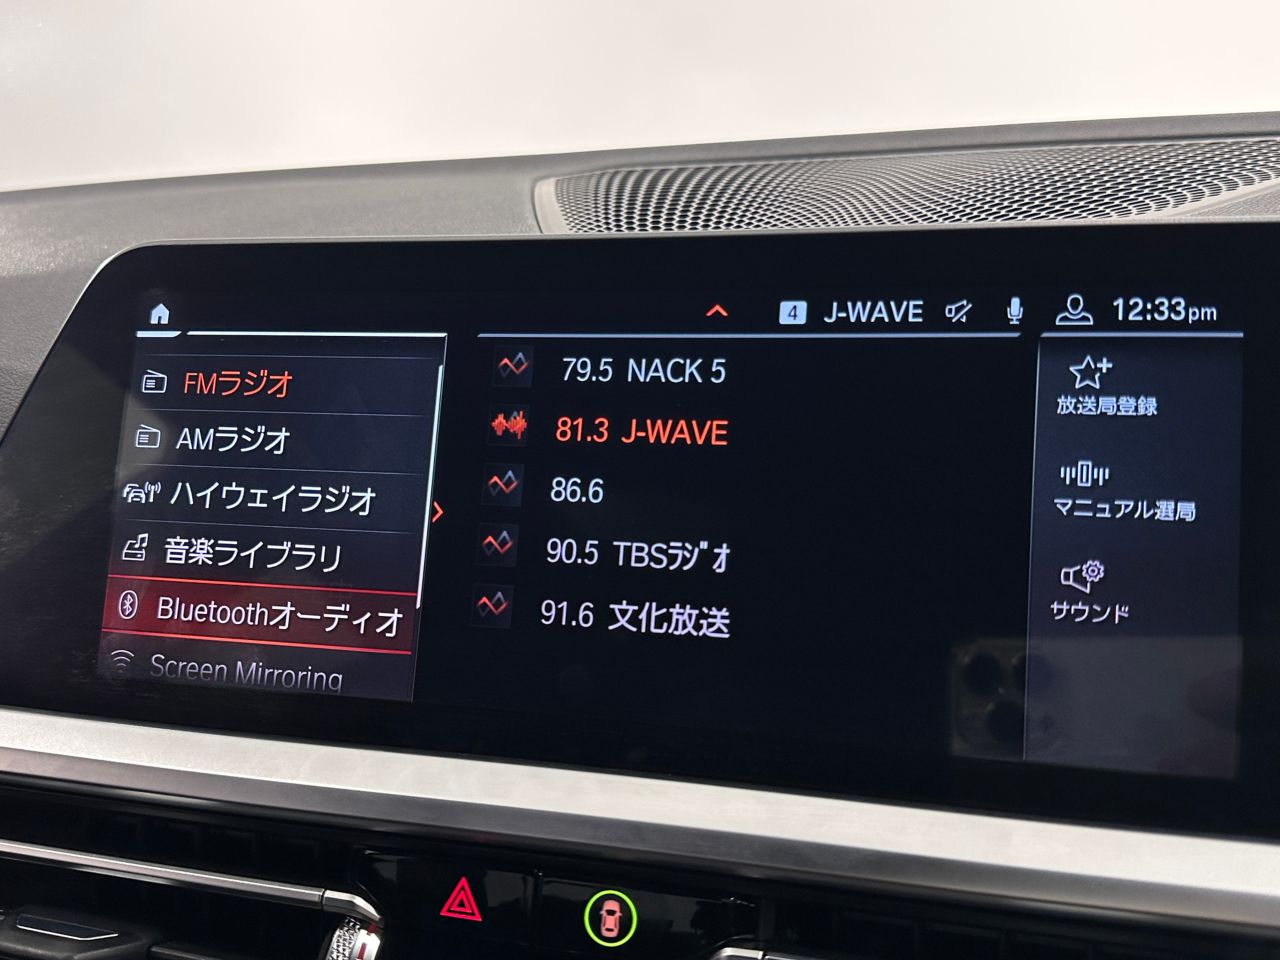 4 J-WAVE 12:33pm
FMラジオ
AMラジオ
ハイウェイラジオ
音楽ライブラリ
Bluetoothオーディオ
Screen Mirroring
79.5 NACK 5
81.3 J-WAVE
86.6
90.5 TBSラジオ
91.6 文化放送
放送局登録
マニュアル選局
サウンド